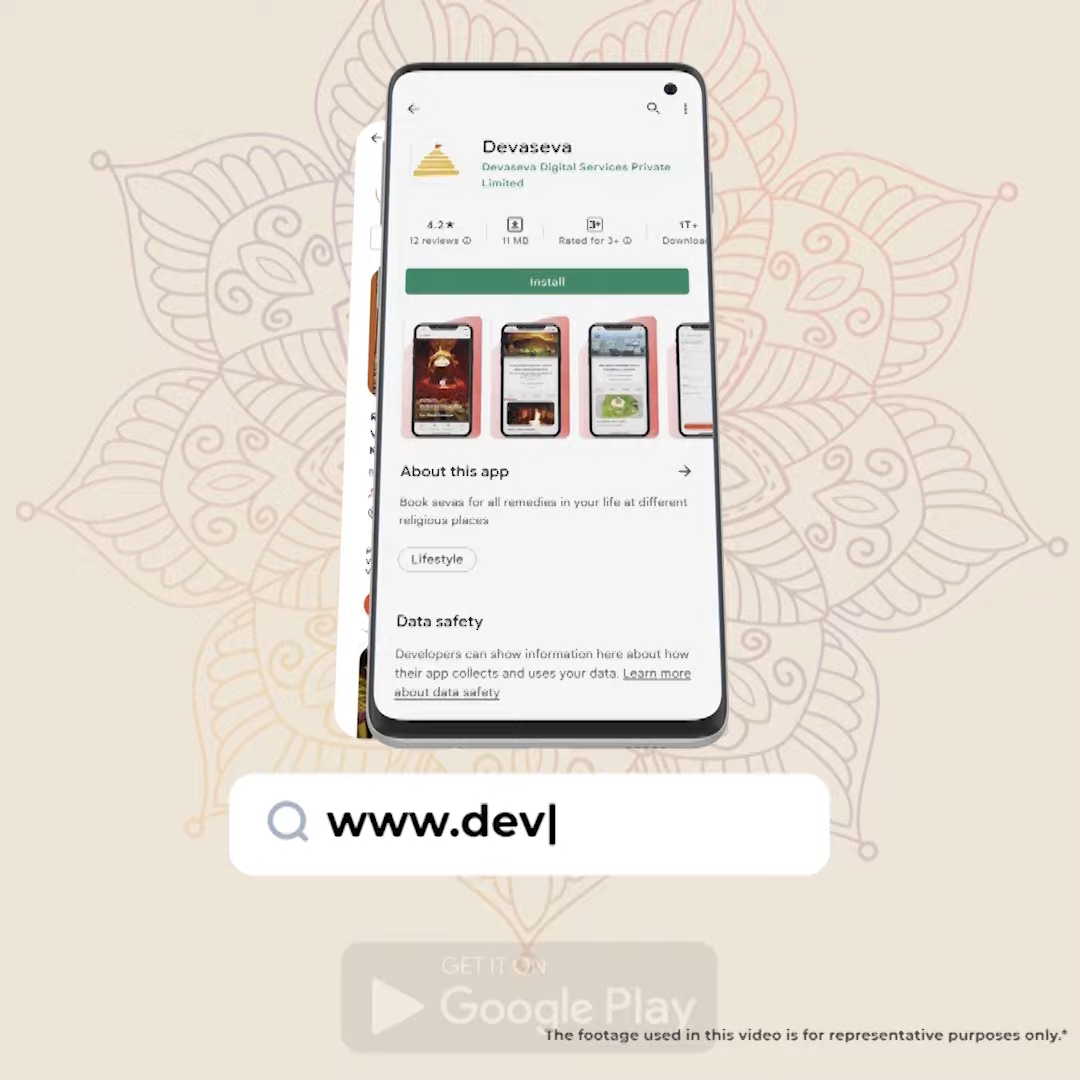 Devaseva
Devaseva Digital Services Private
Limited
4.2★
12 reviews
11 MB
3+
Rated for 3+
1T+
Downloa
Install
About this app
Book sevas for all remedies in your life at different
religious places
Lifestyle
Data safety
Developers can show information here about how
their app collects and uses your data. Learn more
about data safety
www.dev
GET IT ON
Google Play
The footage used in this video is for representative purposes only.*